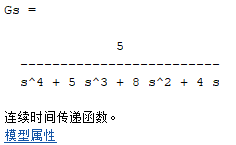 Gs =
5
-------------------------
s^4 + 5 s^3 + 8 s^2 + 4 s
连续时间传递函数。
模型属性